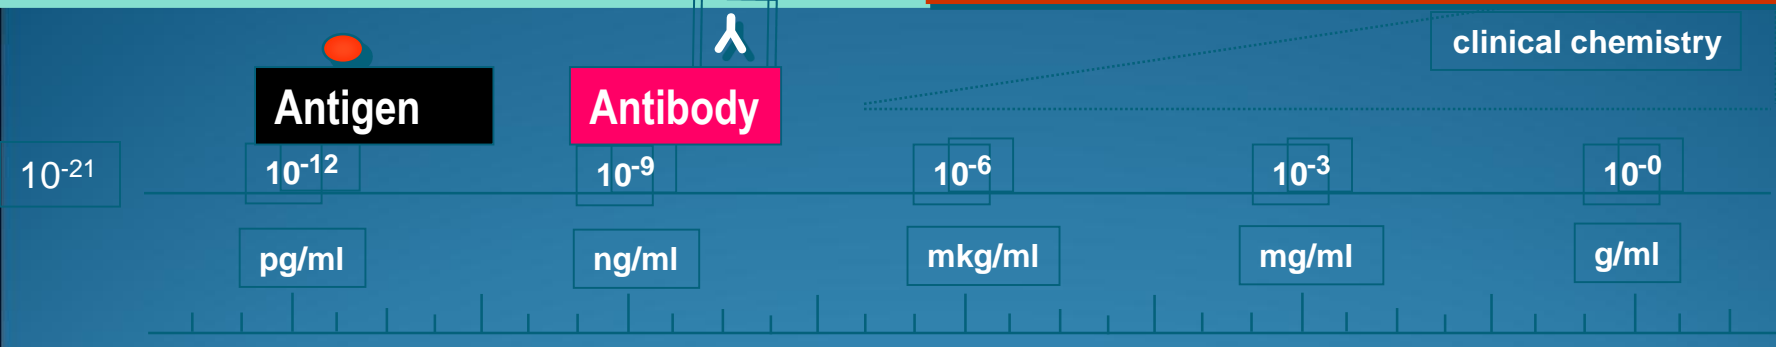 clinical chemistry
Antigen
Antibody
10-21
10-12
10-9
10-6
10-3
10-0
pg/ml
ng/ml
mkg/ml
mg/ml
g/ml